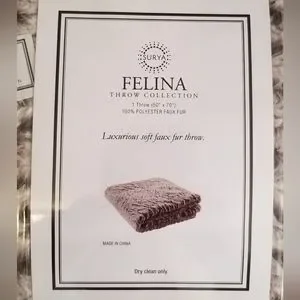 SURYA
FELINA
THROW COLLECTION
1 Throw (50" x 70")
100% POLYESTER FAUX FUR
Luxurious soft faux fur throw.
MADE IN CHINA
Dry clean only.